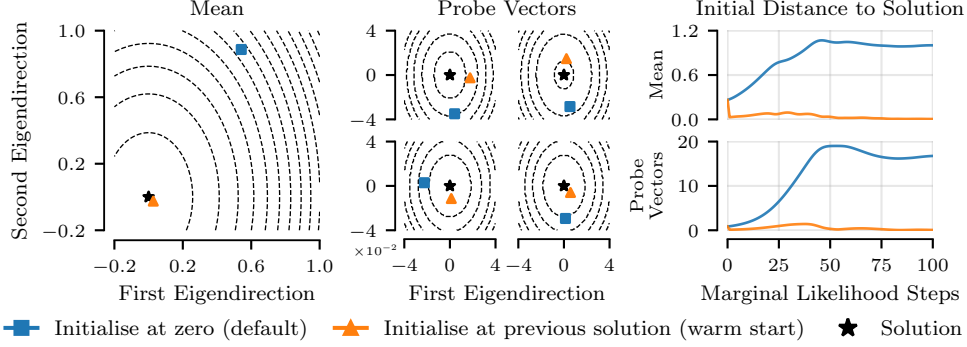 Mean
Second Eigendirection
1.0
0.6
0.2
−0.2
−0.2
0.2
0.6
1.0
First Eigendirection
Probe Vectors
4
0
−4
4
0
−4
×10⁻²
−4
0
4
−4
0
4
First Eigendirection
Initial Distance to Solution
Mean
1.2
0.6
0.0
Probe
Vectors
20
10
0
0
25
50
75
100
Marginal Likelihood Steps
Initialise at zero (default)
Initialise at previous solution (warm start)
Solution